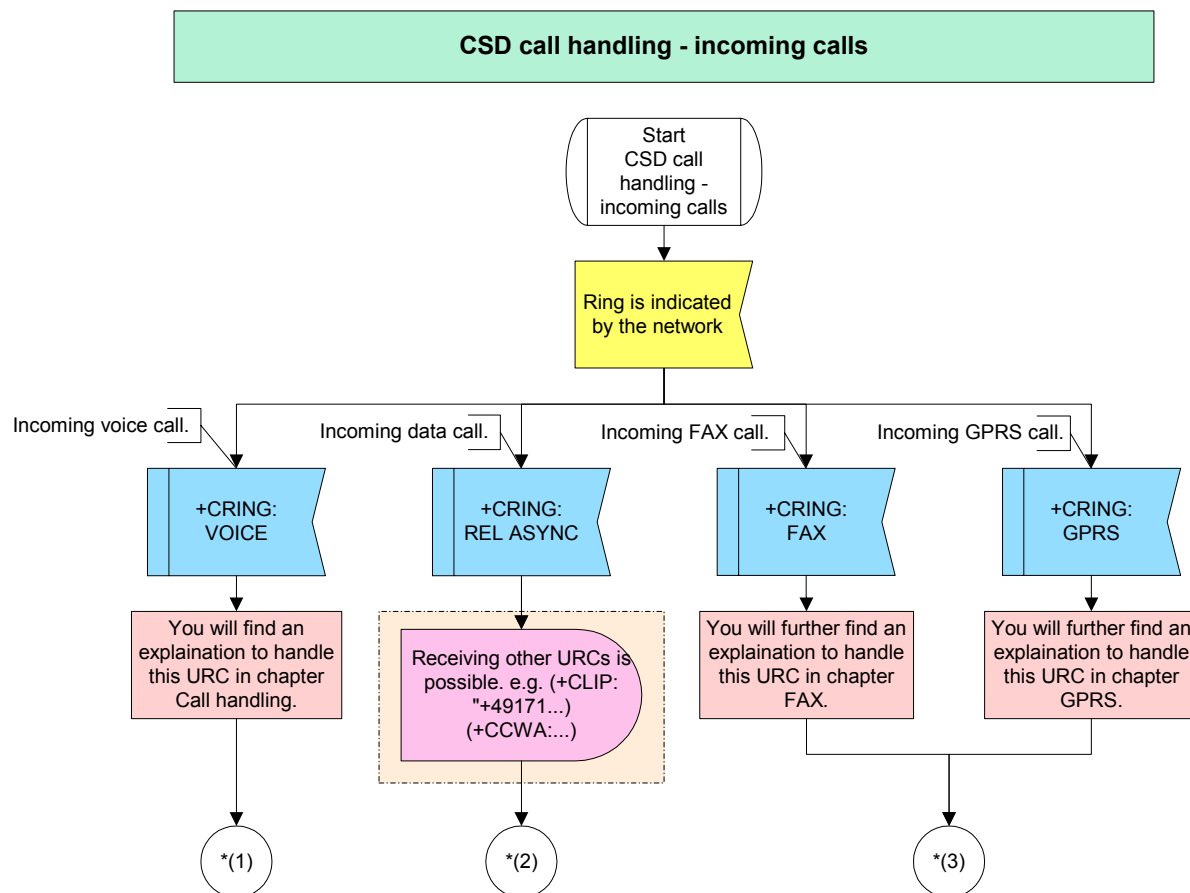 CSD call handling - incoming calls
Start
CSD call
handling -
incoming calls
Ring is indicated
by the network
Incoming voice call.
Incoming data call.
Incoming FAX call.
Incoming GPRS call.
+CRING:
VOICE
+CRING:
REL ASYNC
+CRING:
FAX
+CRING:
GPRS
You will find an
explaination to handle
this URC in chapter
Call handling.
Receiving other URCs is
possible. e.g. (+CLIP:
"+49171...)
(+CCWA:...)
You will further find an
explaination to handle
this URC in chapter
FAX.
You will further find an
explaination to handle
this URC in chapter
GPRS.
*(1)
*(2)
*(3)